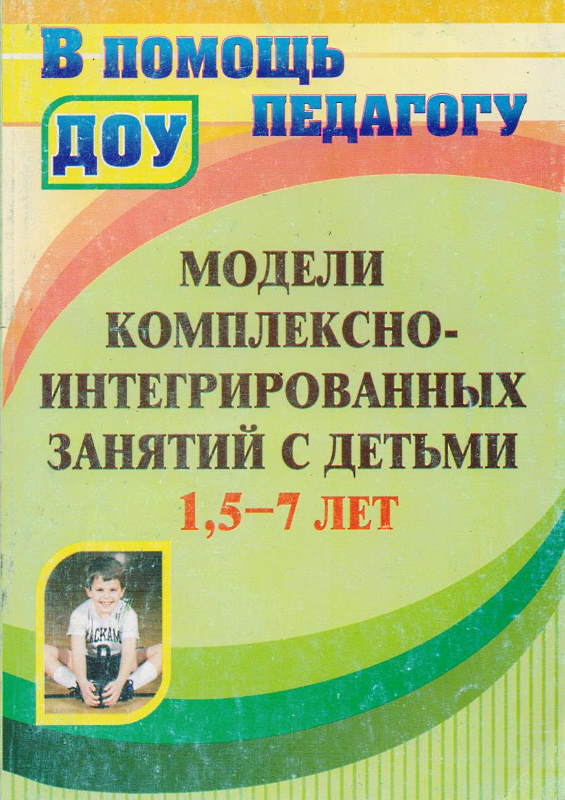 В ПОМОЩЬ
ПЕДАГОГУ
ДОУ
МОДЕЛИ
КОМПЛЕКСНО-
ИНТЕГРИРОВАННЫХ
ЗАНЯТИЙ С ДЕТЬМИ
1,5–7 ЛЕТ